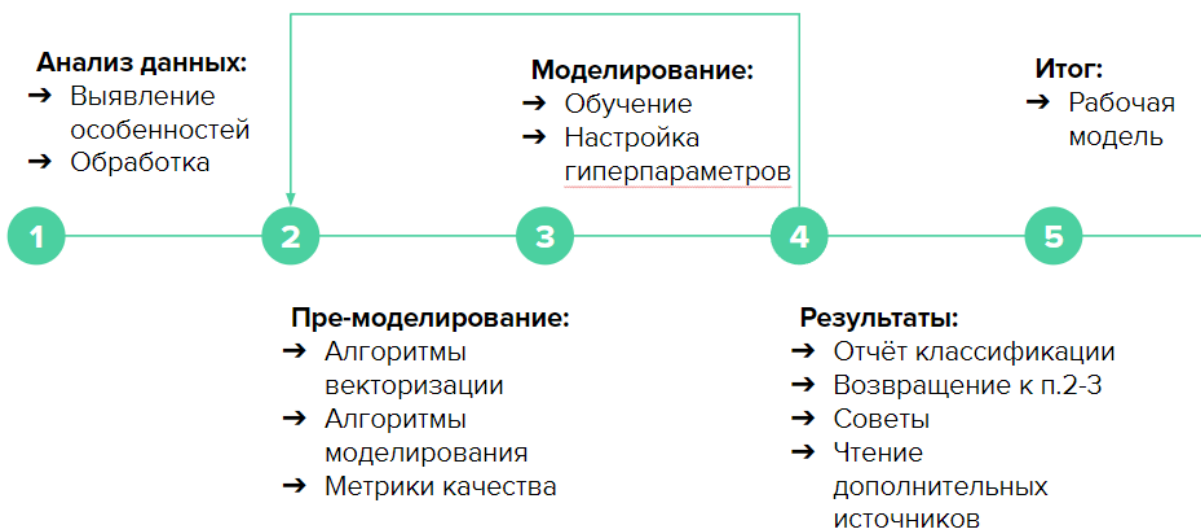 Анализ данных:
➔ Выявление
особенностей
➔ Обработка
Моделирование:
➔ Обучение
➔ Настройка
гиперпараметров
Итог:
➔ Рабочая
модель
1
2
3
4
5
Пре-моделирование:
➔ Алгоритмы
векторизации
➔ Алгоритмы
моделирования
➔ Метрики качества
Результаты:
➔ Отчёт классификации
➔ Возвращение к п.2-3
➔ Советы
➔ Чтение
дополнительных
источников